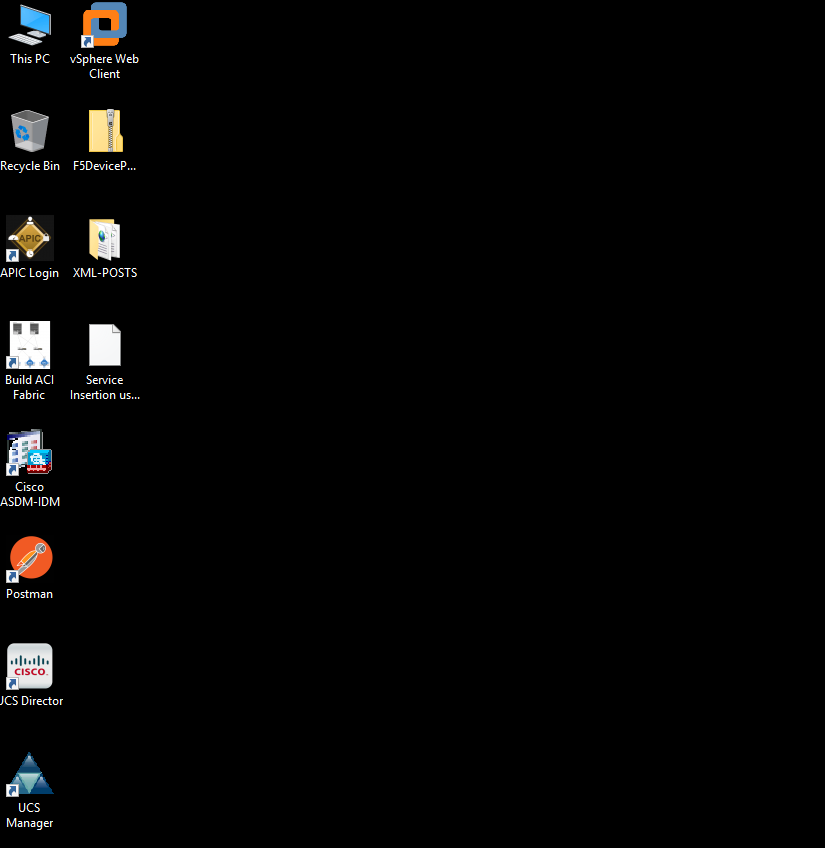 This PC
vSphere Web
Client
Recycle Bin
F5DeviceP...
APIC
APIC Login
XML-POSTS
Build ACI
Fabric
Service
Insertion us...
Cisco
ASDM-IDM
Postman
CISCO.
UCS Director
UCS
Manager